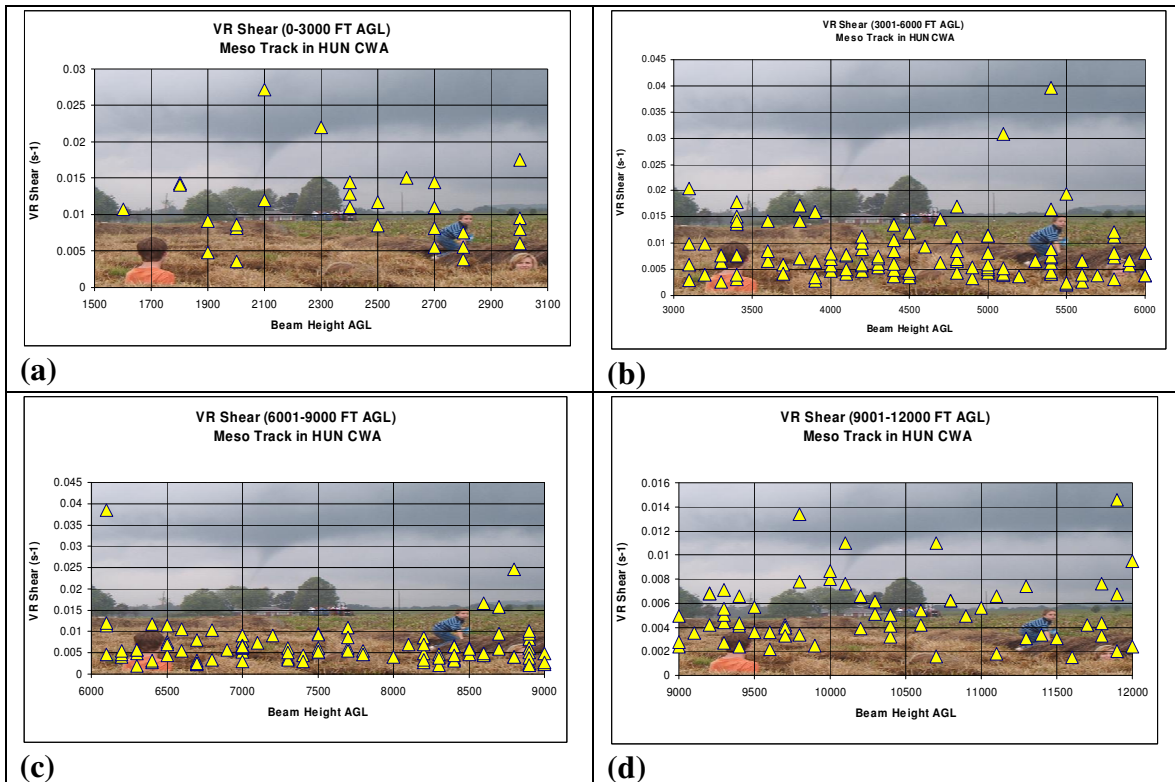 VR Shear (0-3000 FT AGL)
Meso Track in HUN CWA
VR Shear (s-1)
0.03
0.025
0.02
0.015
0.01
0.005
0
1500 1700 1900 2100 2300 2500 2700 2900 3100
Beam Height AGL
(a)
VR Shear (3001-6000 FT AGL)
Meso Track in HUN CWA
VR Shear (s-1)
0.045
0.04
0.035
0.03
0.025
0.02
0.015
0.01
0.005
0
3000 3500 4000 4500 5000 5500 6000
Beam Height AGL
(b)
VR Shear (6001-9000 FT AGL)
Meso Track in HUN CWA
VR Shear (s-1)
0.045
0.04
0.035
0.03
0.025
0.02
0.015
0.01
0.005
0
6000 6500 7000 7500 8000 8500 9000
Beam Height AGL
(c)
VR Shear (9001-12000 FT AGL)
Meso Track in HUN CWA
VR Shear (s-1)
0.016
0.014
0.012
0.01
0.008
0.006
0.004
0.002
0
9000 9500 10000 10500 11000 11500 12000
Beam Height AGL
(d)